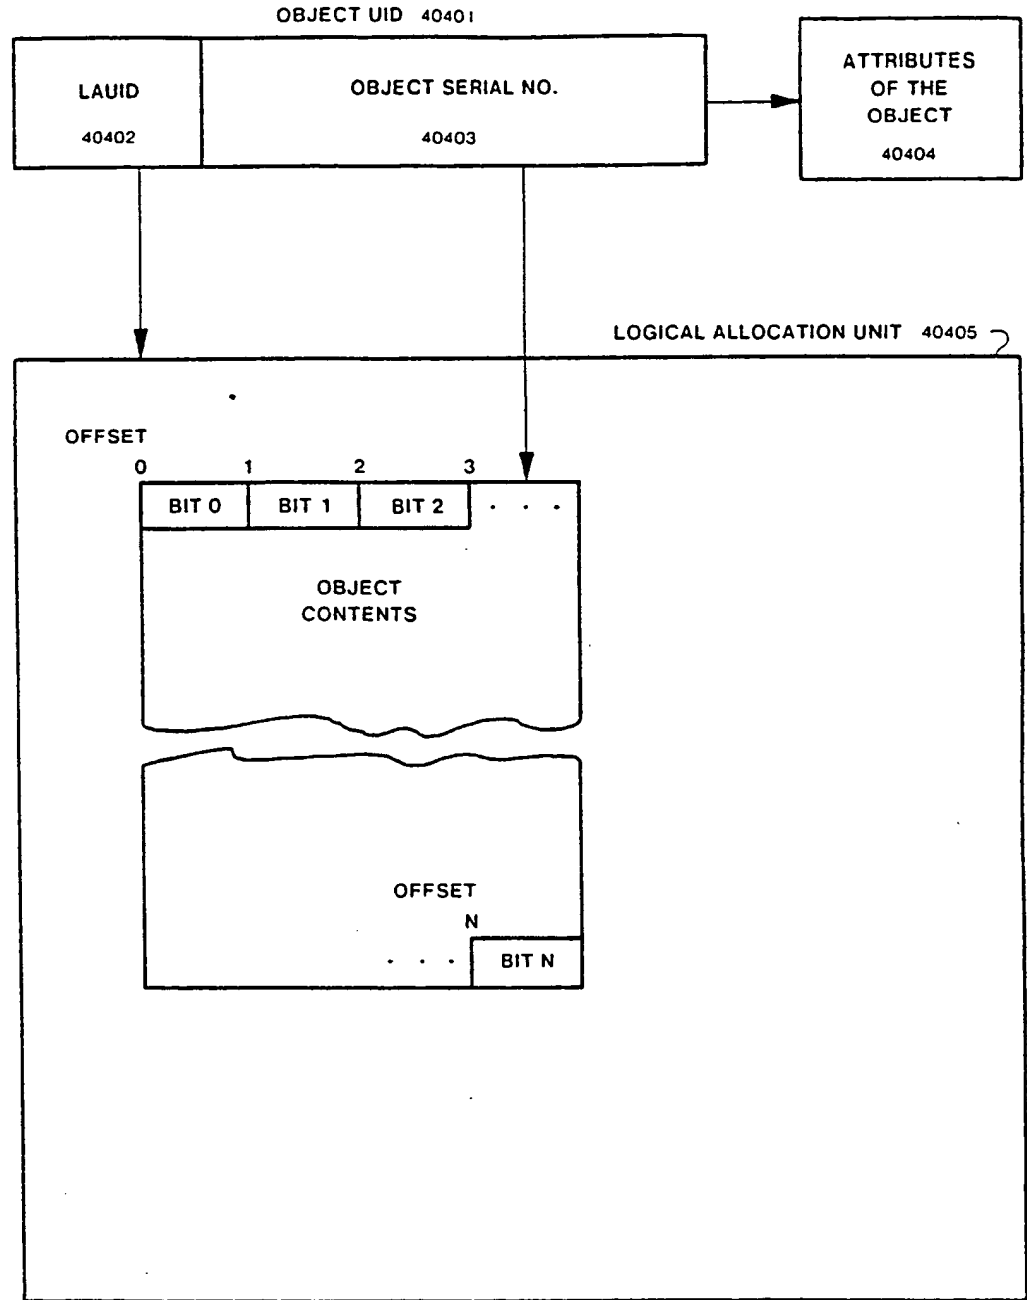 OBJECT UID 40401
LAUID
40402
OBJECT SERIAL NO.
40403
ATTRIBUTES
OF THE
OBJECT
40404
LOGICAL ALLOCATION UNIT 40405
OFFSET
0 1 2 3
BIT 0 BIT 1 BIT 2 . . .
OBJECT
CONTENTS
OFFSET
N
. . . BIT N